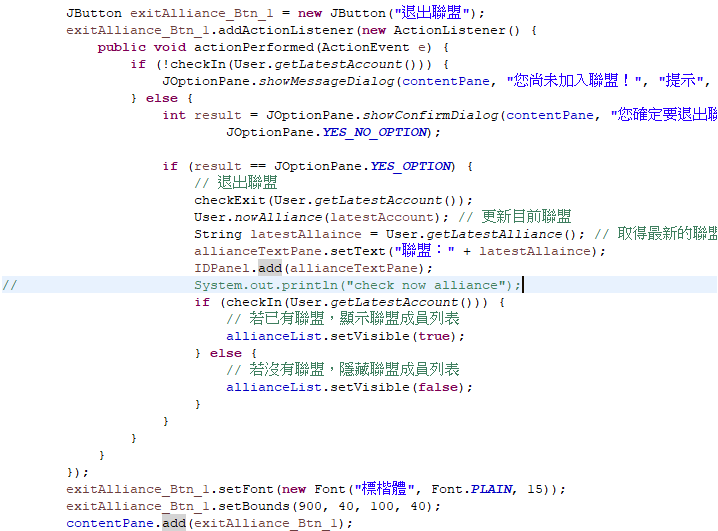 JButton exitAlliance_Btn_1 = new JButton("退出聯盟");
exitAlliance_Btn_1.addActionListener(new ActionListener() {
public void actionPerformed(ActionEvent e) {
if (!checkIn(User.getLatestAccount())) {
JOptionPane.showMessageDialog(contentPane, "您尚未加入聯盟！", "提示",
} else {
int result = JOptionPane.showConfirmDialog(contentPane, "您確定要退出聯
JOptionPane.YES_NO_OPTION);
if (result == JOptionPane.YES_OPTION) {
// 退出聯盟
checkExit(User.getLatestAccount());
User.nowAlliance(latestAccount); // 更新目前聯盟
String latestAllaince = User.getLatestAlliance(); // 取得最新的聯盟
allianceTextPane.setText("聯盟：" + latestAllaince);
IDPanel.add(allianceTextPane);
// System.out.println("check now alliance");
if (checkIn(User.getLatestAccount())) {
// 若已有聯盟，顯示聯盟成員列表
allianceList.setVisible(true);
} else {
// 若沒有聯盟，隱藏聯盟成員列表
allianceList.setVisible(false);
}
}
}
}
});
exitAlliance_Btn_1.setFont(new Font("標楷體", Font.PLAIN, 15));
exitAlliance_Btn_1.setBounds(900, 40, 100, 40);
contentPane.add(exitAlliance_Btn_1);